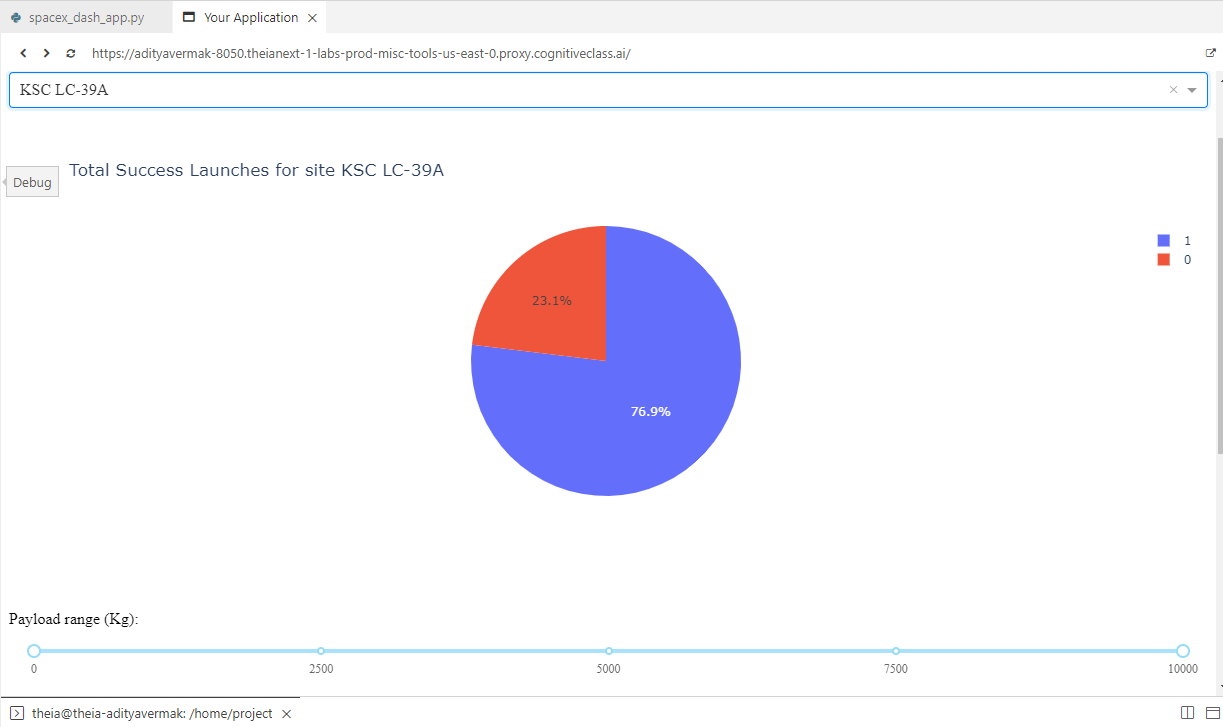 spacex_dash_app.py Your Application
https://adityavermak-8050.theianext-1-labs-prod-misc-tools-us-east-0.proxy.cognitiveclass.ai/
KSC LC-39A
Total Success Launches for site KSC LC-39A
Debug
1
0
23.1%
76.9%
Payload range (Kg):
0 2500 5000 7500 10000
theia@theia-adityavermak: /home/project